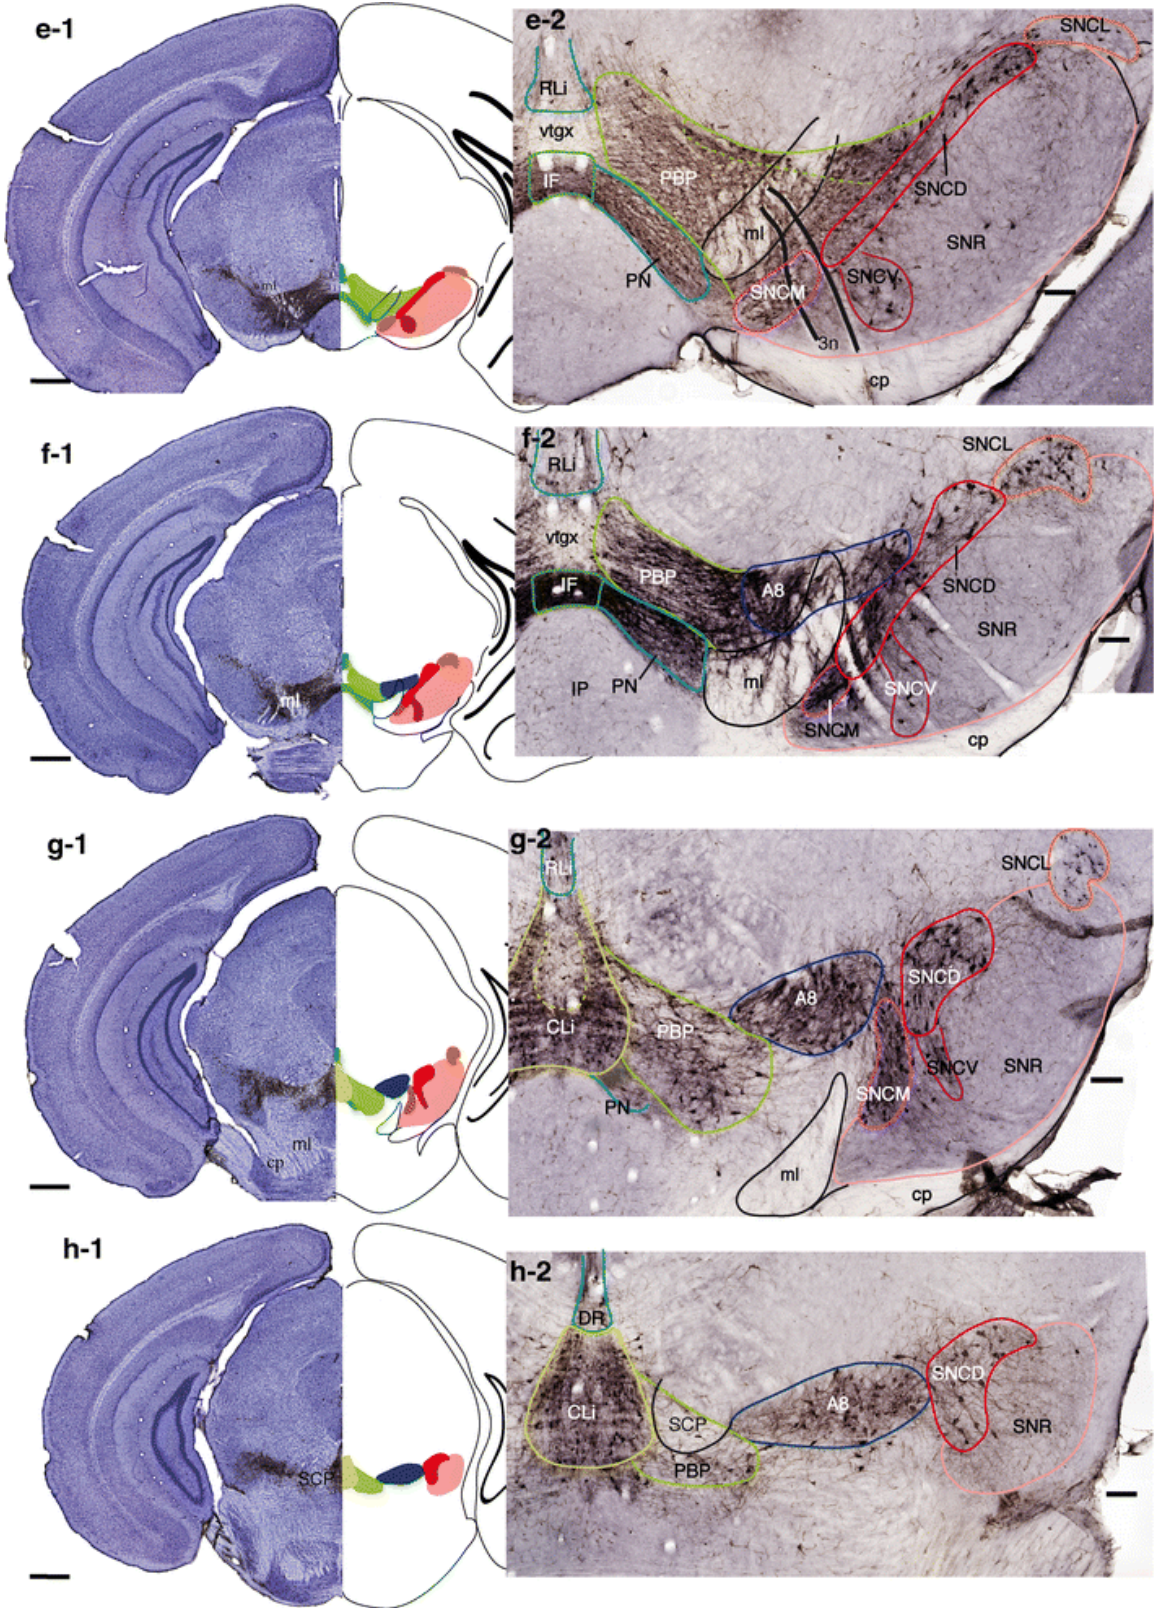 e-1
ml
e-2
SNCL
RLi
vtgx
IF
PBP
SNCD
ml
SNR
PN
SNCM
SNCV
3n
cp
f-1
ml
f-2
SNCL
RLi
vtgx
PBP
IF
A8
SNCD
SNR
IP
PN
ml
SNCV
SNCM
cp
g-1
ml
cp
g-2
RLi
SNCL
SNCD
A8
CLi
PBP
SNCV
SNR
SNCM
PN
ml
cp
h-1
SCP
h-2
DR
SNCD
CLi
A8
SCP
SNR
PBP